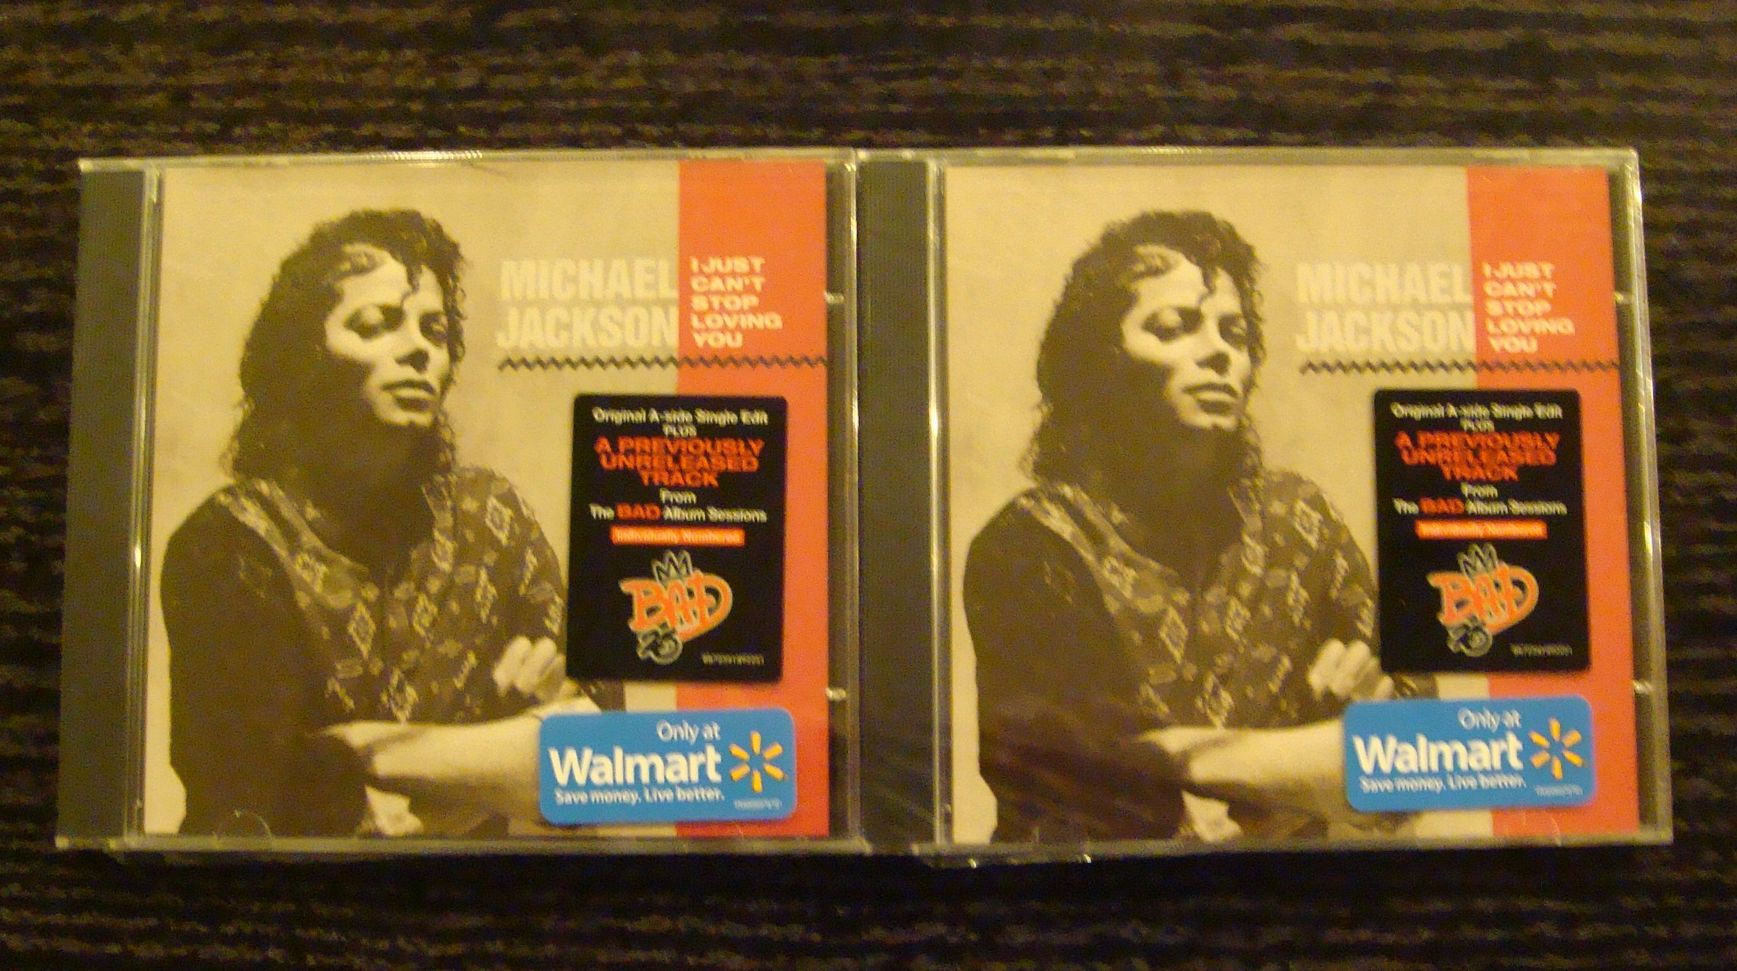 MICHAEL
JACKSON
I JUST
CAN'T
STOP
LOVING
YOU
Original A-side Single Edit
PLUS
A PREVIOUSLY
UNRELEASED
TRACK
From
The BAD Album Sessions
Individually Numbered
BAD
25
Only at
Walmart
Save money. Live better.
MICHAEL
JACKSON
I JUST
CAN'T
STOP
LOVING
YOU
Original A-side Single Edit
PLUS
A PREVIOUSLY
UNRELEASED
TRACK
From
The BAD Album Sessions
Individually Numbered
BAD
25
Only at
Walmart
Save money. Live better.